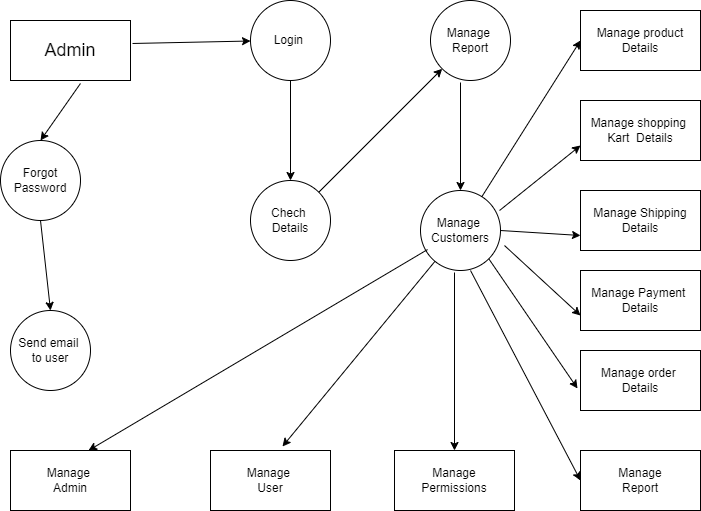 Admin
Login
Manage
Report
Manage product
Details
Manage shopping
Kart Details
Forgot
Password
Chech
Details
Manage
Customers
Manage Shipping
Details
Manage Payment
Details
Send email
to user
Manage order
Details
Manage
Admin
Manage
User
Manage
Permissions
Manage
Report